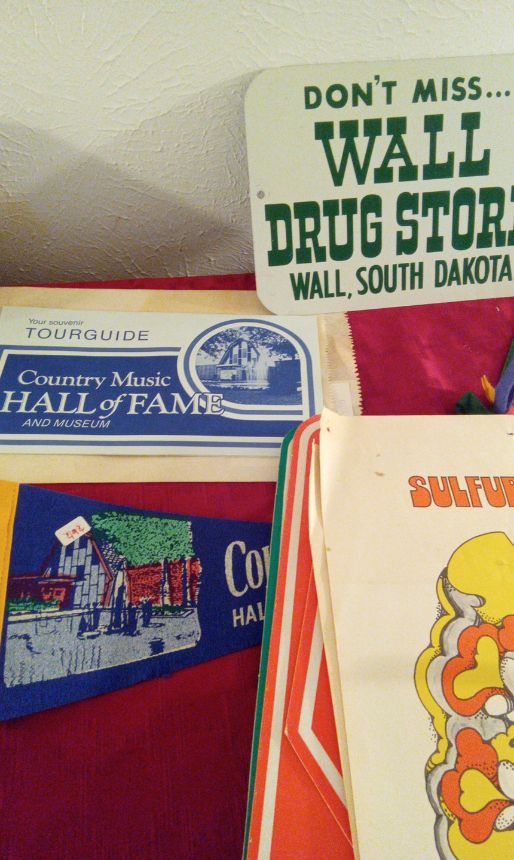 DON'T MISS...
WALL
DRUG STOR
WALL, SOUTH DAKOTA
Your souvenir
TOURGUIDE
Country Music
HALL of FAME
AND MUSEUM
Co
HAL
SULFUR